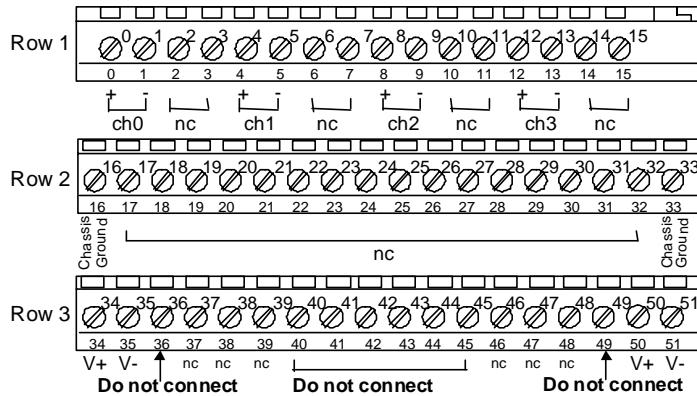 Row 1
0 1 2 3 4 5 6 7 8 9 10 11 12 13 14 15
0 1 2 3 4 5 6 7 8 9 10 11 12 13 14 15
+ - + - + - + -
ch0 nc ch1 nc ch2 nc ch3 nc
Row 2
16 17 18 19 20 21 22 23 24 25 26 27 28 29 30 31 32 33
16 17 18 19 20 21 22 23 24 25 26 27 28 29 30 31 32 33
Chassis Ground
nc
Chassis Ground
Row 3
34 35 36 37 38 39 40 41 42 43 44 45 46 47 48 49 50 51
34 35 36 37 38 39 40 41 42 43 44 45 46 47 48 49 50 51
V+ V- nc nc nc nc nc nc V+ V-
Do not connect Do not connect Do not connect